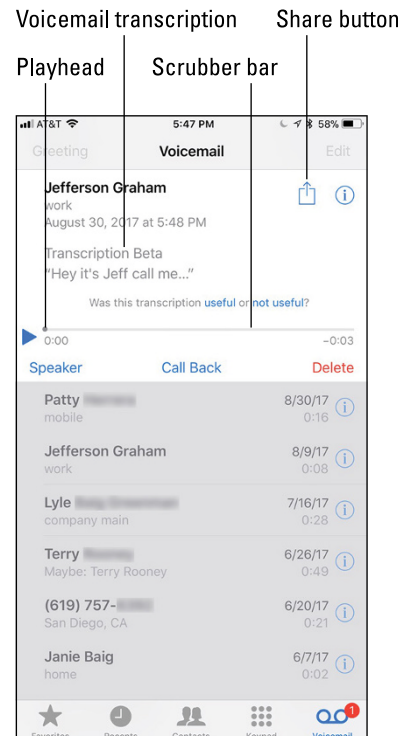 Voicemail transcription Share button
Playhead Scrubber bar
AT&T 5:47 PM 58%
Greeting Voicemail Edit
Jefferson Graham
work
August 30, 2017 at 5:48 PM
Transcription Beta
“Hey it's Jeff call me...”
Was this transcription useful or not useful?
0:00 −0:03
Speaker Call Back Delete
Patty 8/30/17
mobile 0:16
Jefferson Graham 8/9/17
work 0:08
Lyle 7/16/17
company main 0:28
Terry 6/26/17
Maybe: Terry Rooney 0:49
(619) 757- 6/20/17
San Diego, CA 0:21
Janie Baig 6/7/17
home 0:02
1
Favorites Recents Contacts Keypad Voicemail